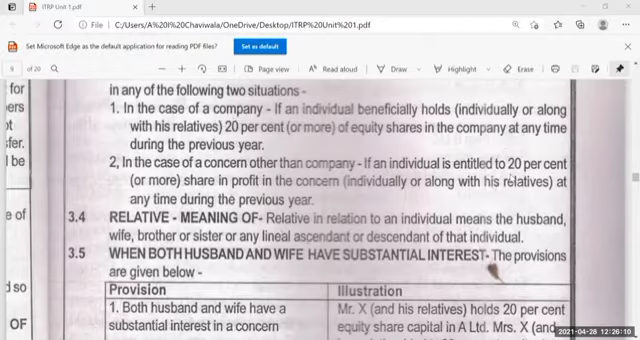 ITRP Unit 1.pdf
File | C:/Users/A%20I%20Chaviwala/OneDrive/Desktop/ITRP%20Unit%201.pdf
Set Microsoft Edge as the default application for reading PDF files? Set as default
of 20 Page view Read aloud Draw Highlight Erase
for
ers
ot
sfer.
l be
e of
d so
OF
in any of the following two situations -
1. In the case of a company - If an individual beneficially holds (individually or along
with his relatives) 20 per cent (or more) of equity shares in the company at any time
during the previous year.
2, In the case of a concern other than company - If an individual is entitled to 20 per cent
(or more) share in profit in the concern (individually or along with his relatives) at
any time during the previous year.
3.4 RELATIVE - MEANING OF- Relative in relation to an individual means the husband,
wife, brother or sister or any lineal ascendant or descendant of that individual.
3.5 WHEN BOTH HUSBAND AND WIFE HAVE SUBSTANTIAL INTEREST- The provisions
are given below -
Provision Illustration
1. Both husband and wife have a Mr. X (and his relatives) holds 20 per cent
substantial interest in a concern equity share capital in A Ltd. Mrs. X (and
2021-04-28 12:26:10